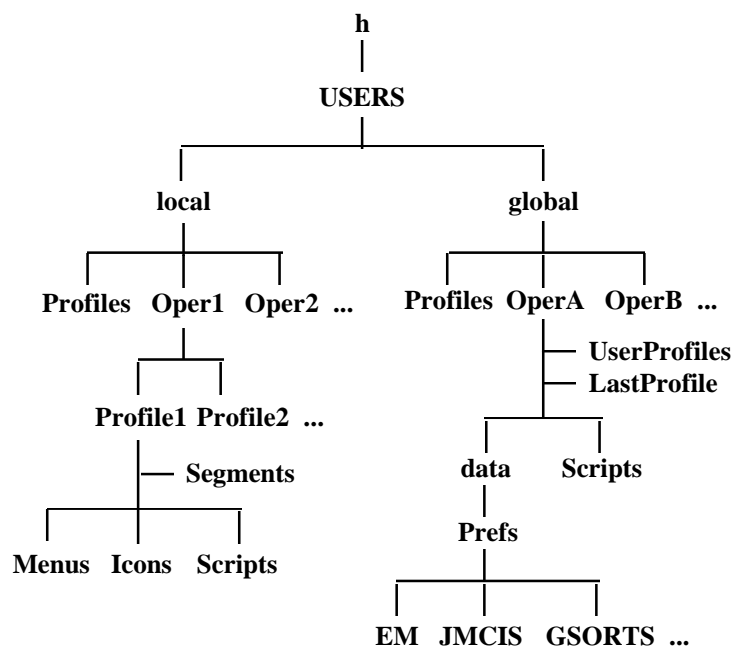 h
USERS
local global
Profiles Oper1 Oper2 ... Profiles OperA OperB ...
UserProfiles
LastProfile
Profile1 Profile2 ...
data Scripts
Segments
Prefs
Menus Icons Scripts
EM JMCIS GSORTS ...